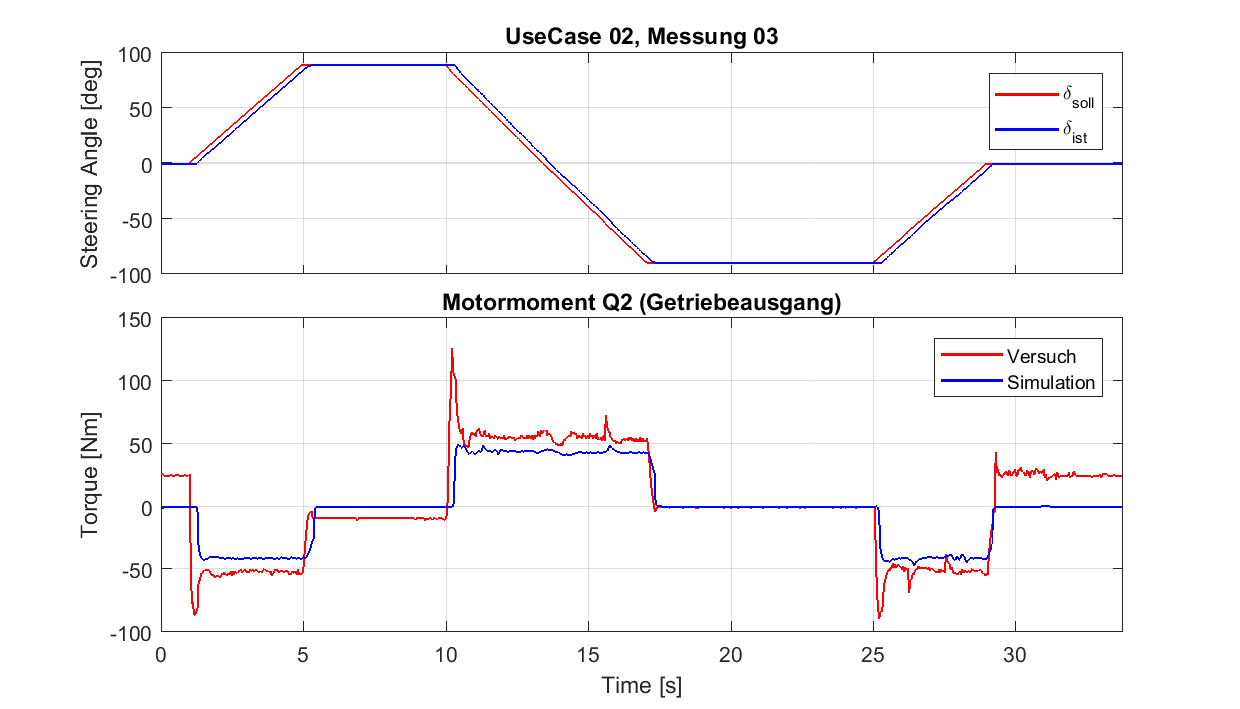 UseCase 02, Messung 03
100
50
0
-50
-100
Steering Angle [deg]
δsoll
δist
Motormoment Q2 (Getriebeausgang)
150
100
50
0
-50
-100
Torque [Nm]
Versuch
Simulation
0 5 10 15 20 25 30
Time [s]